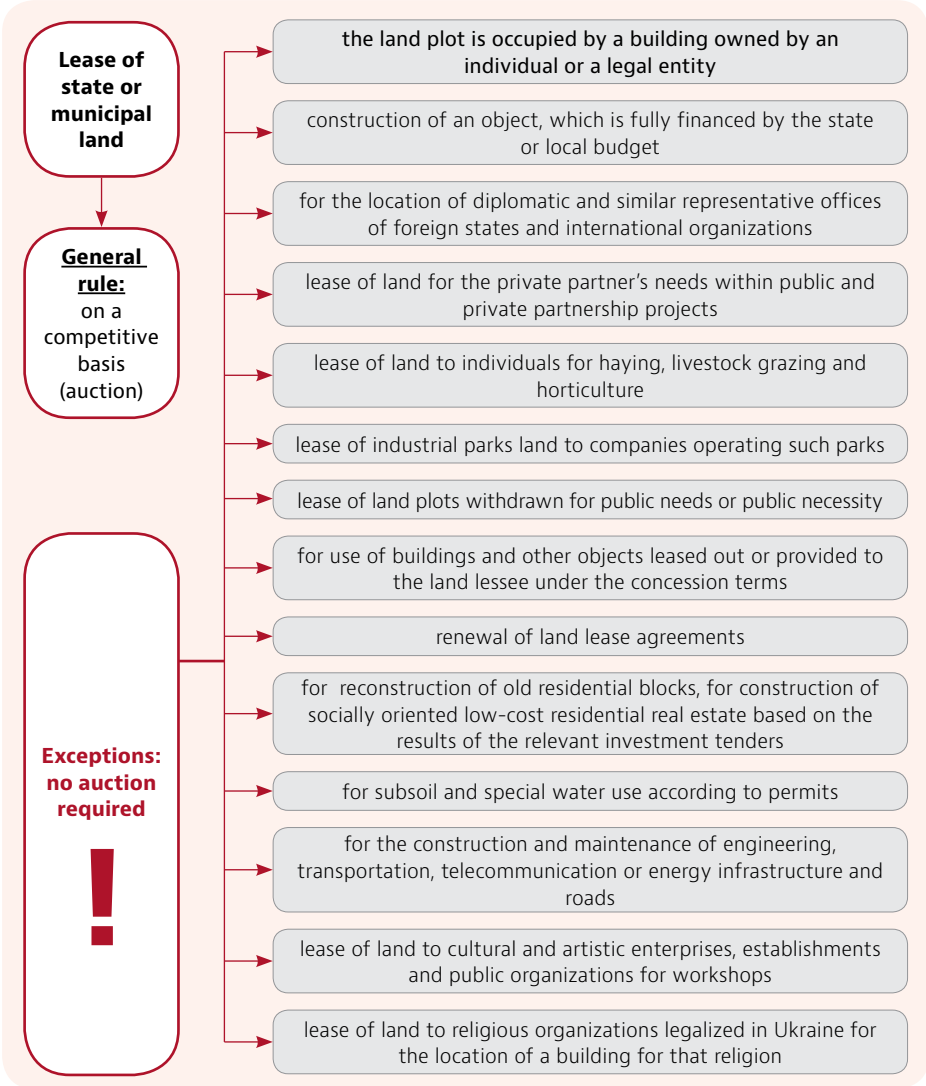 Lease of
state or
municipal
land
General
rule:
on a
competitive
basis
(auction)
Exceptions:
no auction
required
!
the land plot is occupied by a building owned by an
individual or a legal entity
construction of an object, which is fully financed by the state
or local budget
for the location of diplomatic and similar representative offices
of foreign states and international organizations
lease of land for the private partner's needs within public and
private partnership projects
lease of land to individuals for haying, livestock grazing and
horticulture
lease of industrial parks land to companies operating such parks
lease of land plots withdrawn for public needs or public necessity
for use of buildings and other objects leased out or provided to
the land lessee under the concession terms
renewal of land lease agreements
for reconstruction of old residential blocks, for construction of
socially oriented low-cost residential real estate based on the
results of the relevant investment tenders
for subsoil and special water use according to permits
for the construction and maintenance of engineering,
transportation, telecommunication or energy infrastructure and
roads
lease of land to cultural and artistic enterprises, establishments
and public organizations for workshops
lease of land to religious organizations legalized in Ukraine for
the location of a building for that religion